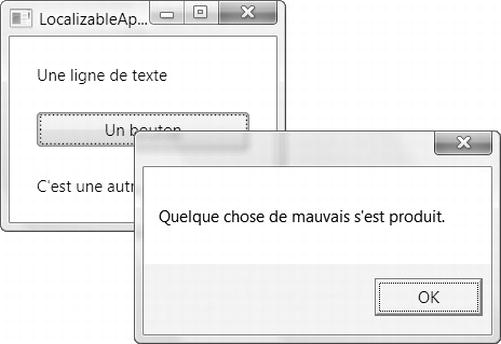 LocalizableAp...
Une ligne de texte
Un bouton
C'est une autr
Quelque chose de mauvais s'est produit.
OK